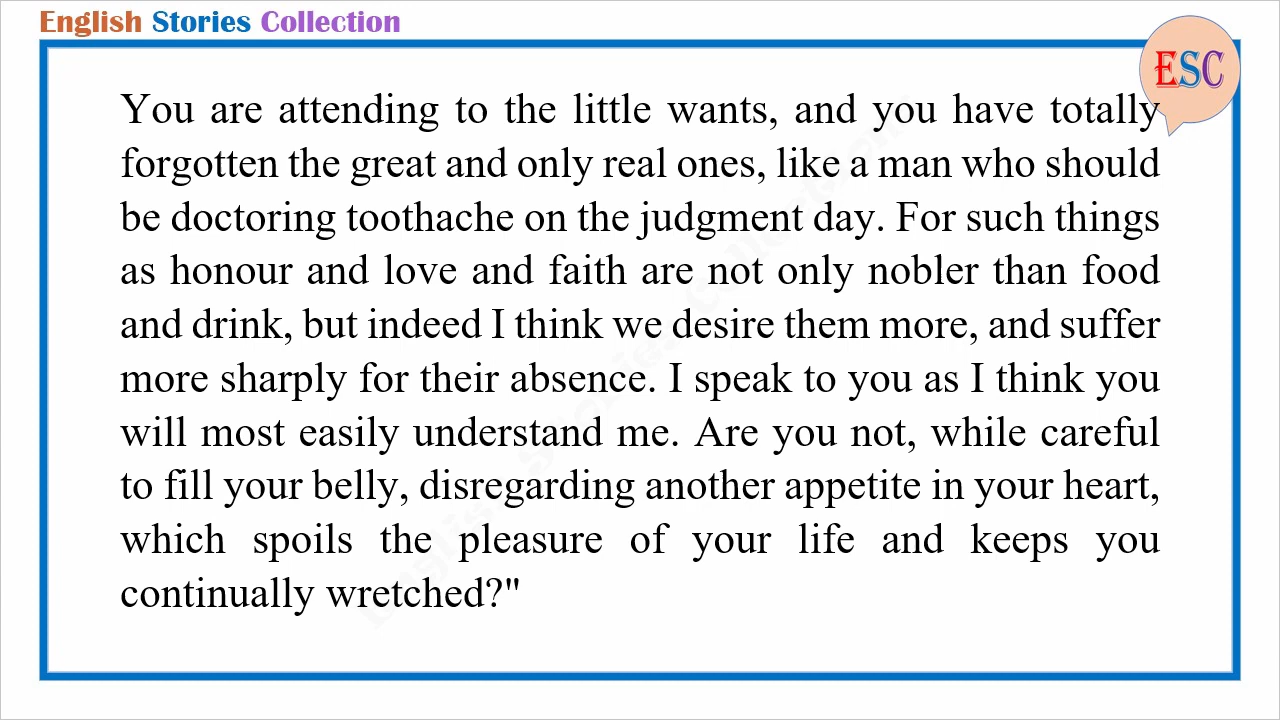 English Stories Collection
ESC
You are attending to the little wants, and you have totally
forgotten the great and only real ones, like a man who should
be doctoring toothache on the judgment day. For such things
as honour and love and faith are not only nobler than food
and drink, but indeed I think we desire them more, and suffer
more sharply for their absence. I speak to you as I think you
will most easily understand me. Are you not, while careful
to fill your belly, disregarding another appetite in your heart,
which spoils the pleasure of your life and keeps you
continually wretched?"